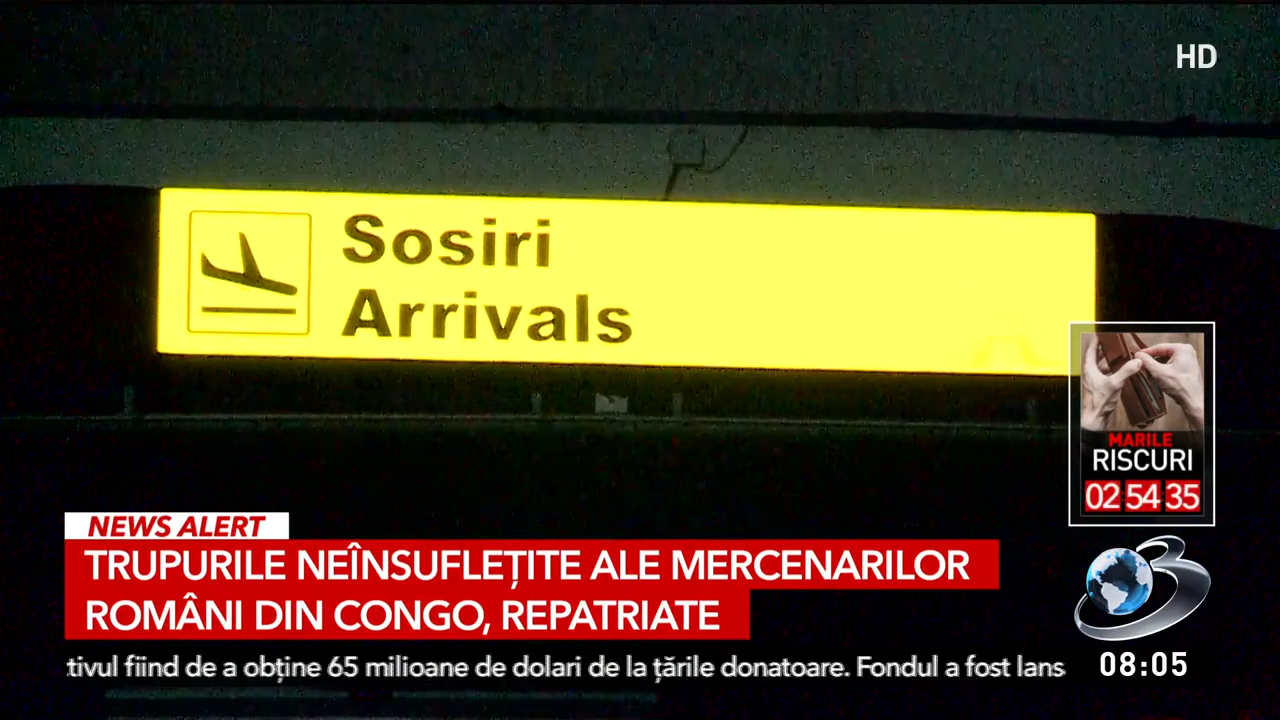 HD
Sosiri
Arrivals
MARILE
RISCURI
02 54 35
NEWS ALERT
TRUPURILE NEÎNSUFLEȚITE ALE MERCENARILOR
ROMÂNI DIN CONGO, REPATRIATE
tivul fiind de a obține 65 milioane de dolari de la țările donatoare. Fondul a fost lans
3
08:05